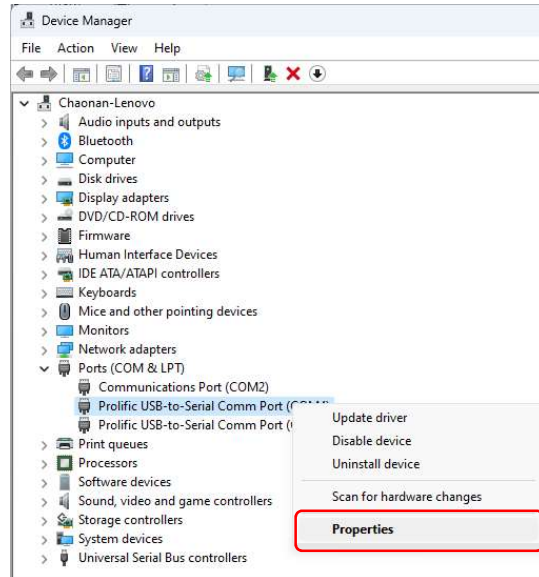 Device Manager
File Action View Help
Chaonan-Lenovo
Audio inputs and outputs
Bluetooth
Computer
Disk drives
Display adapters
DVD/CD-ROM drives
Firmware
Human Interface Devices
IDE ATA/ATAPI controllers
Keyboards
Mice and other pointing devices
Monitors
Network adapters
Ports (COM & LPT)
Communications Port (COM2)
Prolific USB-to-Serial Comm Port (
Prolific USB-to-Serial Comm Port (
Print queues
Processors
Software devices
Sound, video and game controllers
Storage controllers
System devices
Universal Serial Bus controllers
Update driver
Disable device
Uninstall device
Scan for hardware changes
Properties